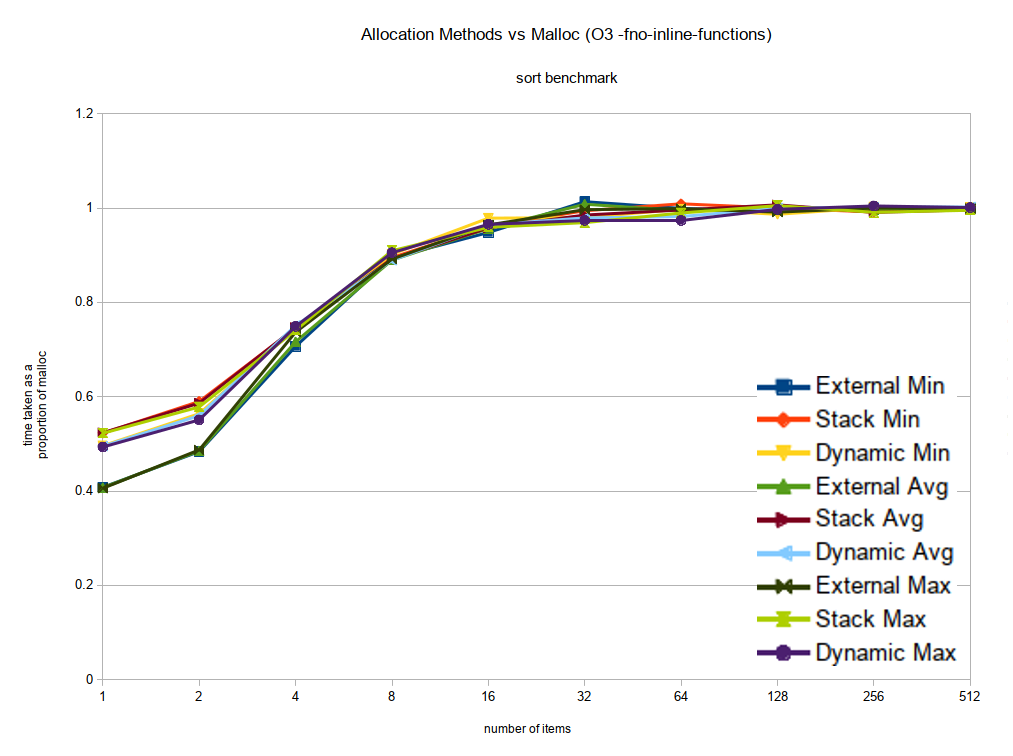 Allocation Methods vs Malloc (O3 -fno-inline-functions)
sort benchmark
time taken as a
proportion of malloc
1.2
1
0.8
0.6
0.4
0.2
0
External Min
Stack Min
Dynamic Min
External Avg
Stack Avg
Dynamic Avg
External Max
Stack Max
Dynamic Max
1 2 4 8 16 32 64 128 256 512
number of items